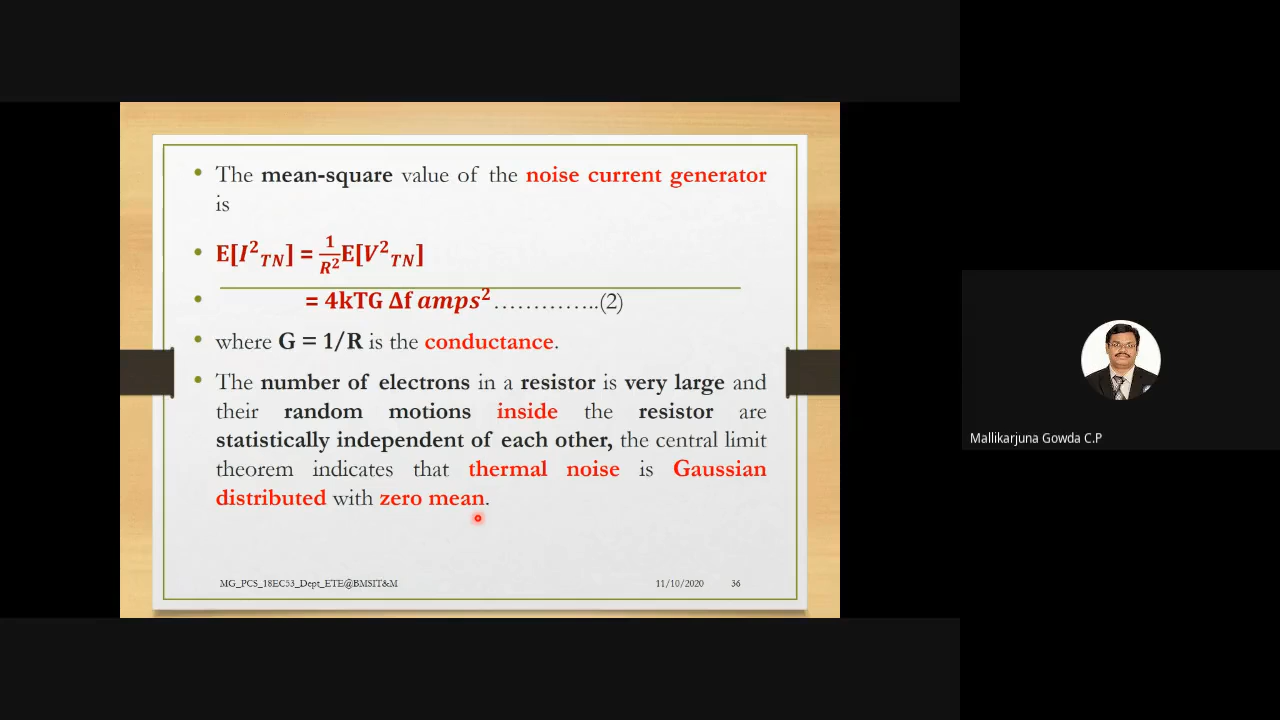 • The mean-square value of the noise current generator
is
• E[I²_TN] = 1/R² E[V²_TN]
• = 4kTG Δf amps² …………..(2)
• where G = 1/R is the conductance.
• The number of electrons in a resistor is very large and
their random motions inside the resistor are
statistically independent of each other, the central limit
theorem indicates that thermal noise is Gaussian
distributed with zero mean.
MG_PCS_18EC53_Dept_ETE@BMSIT&M 11/10/2020 36
Mallikarjuna Gowda C.P